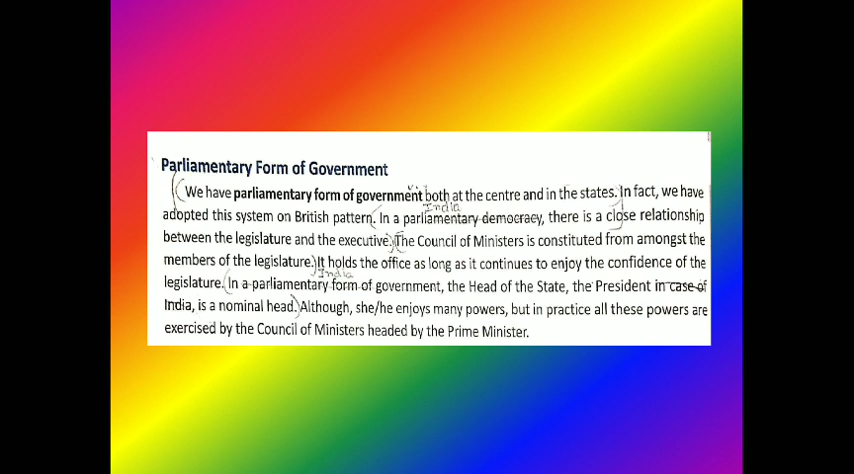 Parliamentary Form of Government
(We have parliamentary form of government both at the centre and in the states.) In fact, we have
India
adopted this system on British pattern. (In a parliamentary democracy, there is a close relationship
between the legislature and the executive.) (The Council of Ministers is constituted from amongst the
members of the legislature.) It holds the office as long as it continues to enjoy the confidence of the
India
legislature. (In a parliamentary form of government, the Head of the State, the President in case of
India, is a nominal head.) Although, she/he enjoys many powers, but in practice all these powers are
exercised by the Council of Ministers headed by the Prime Minister.